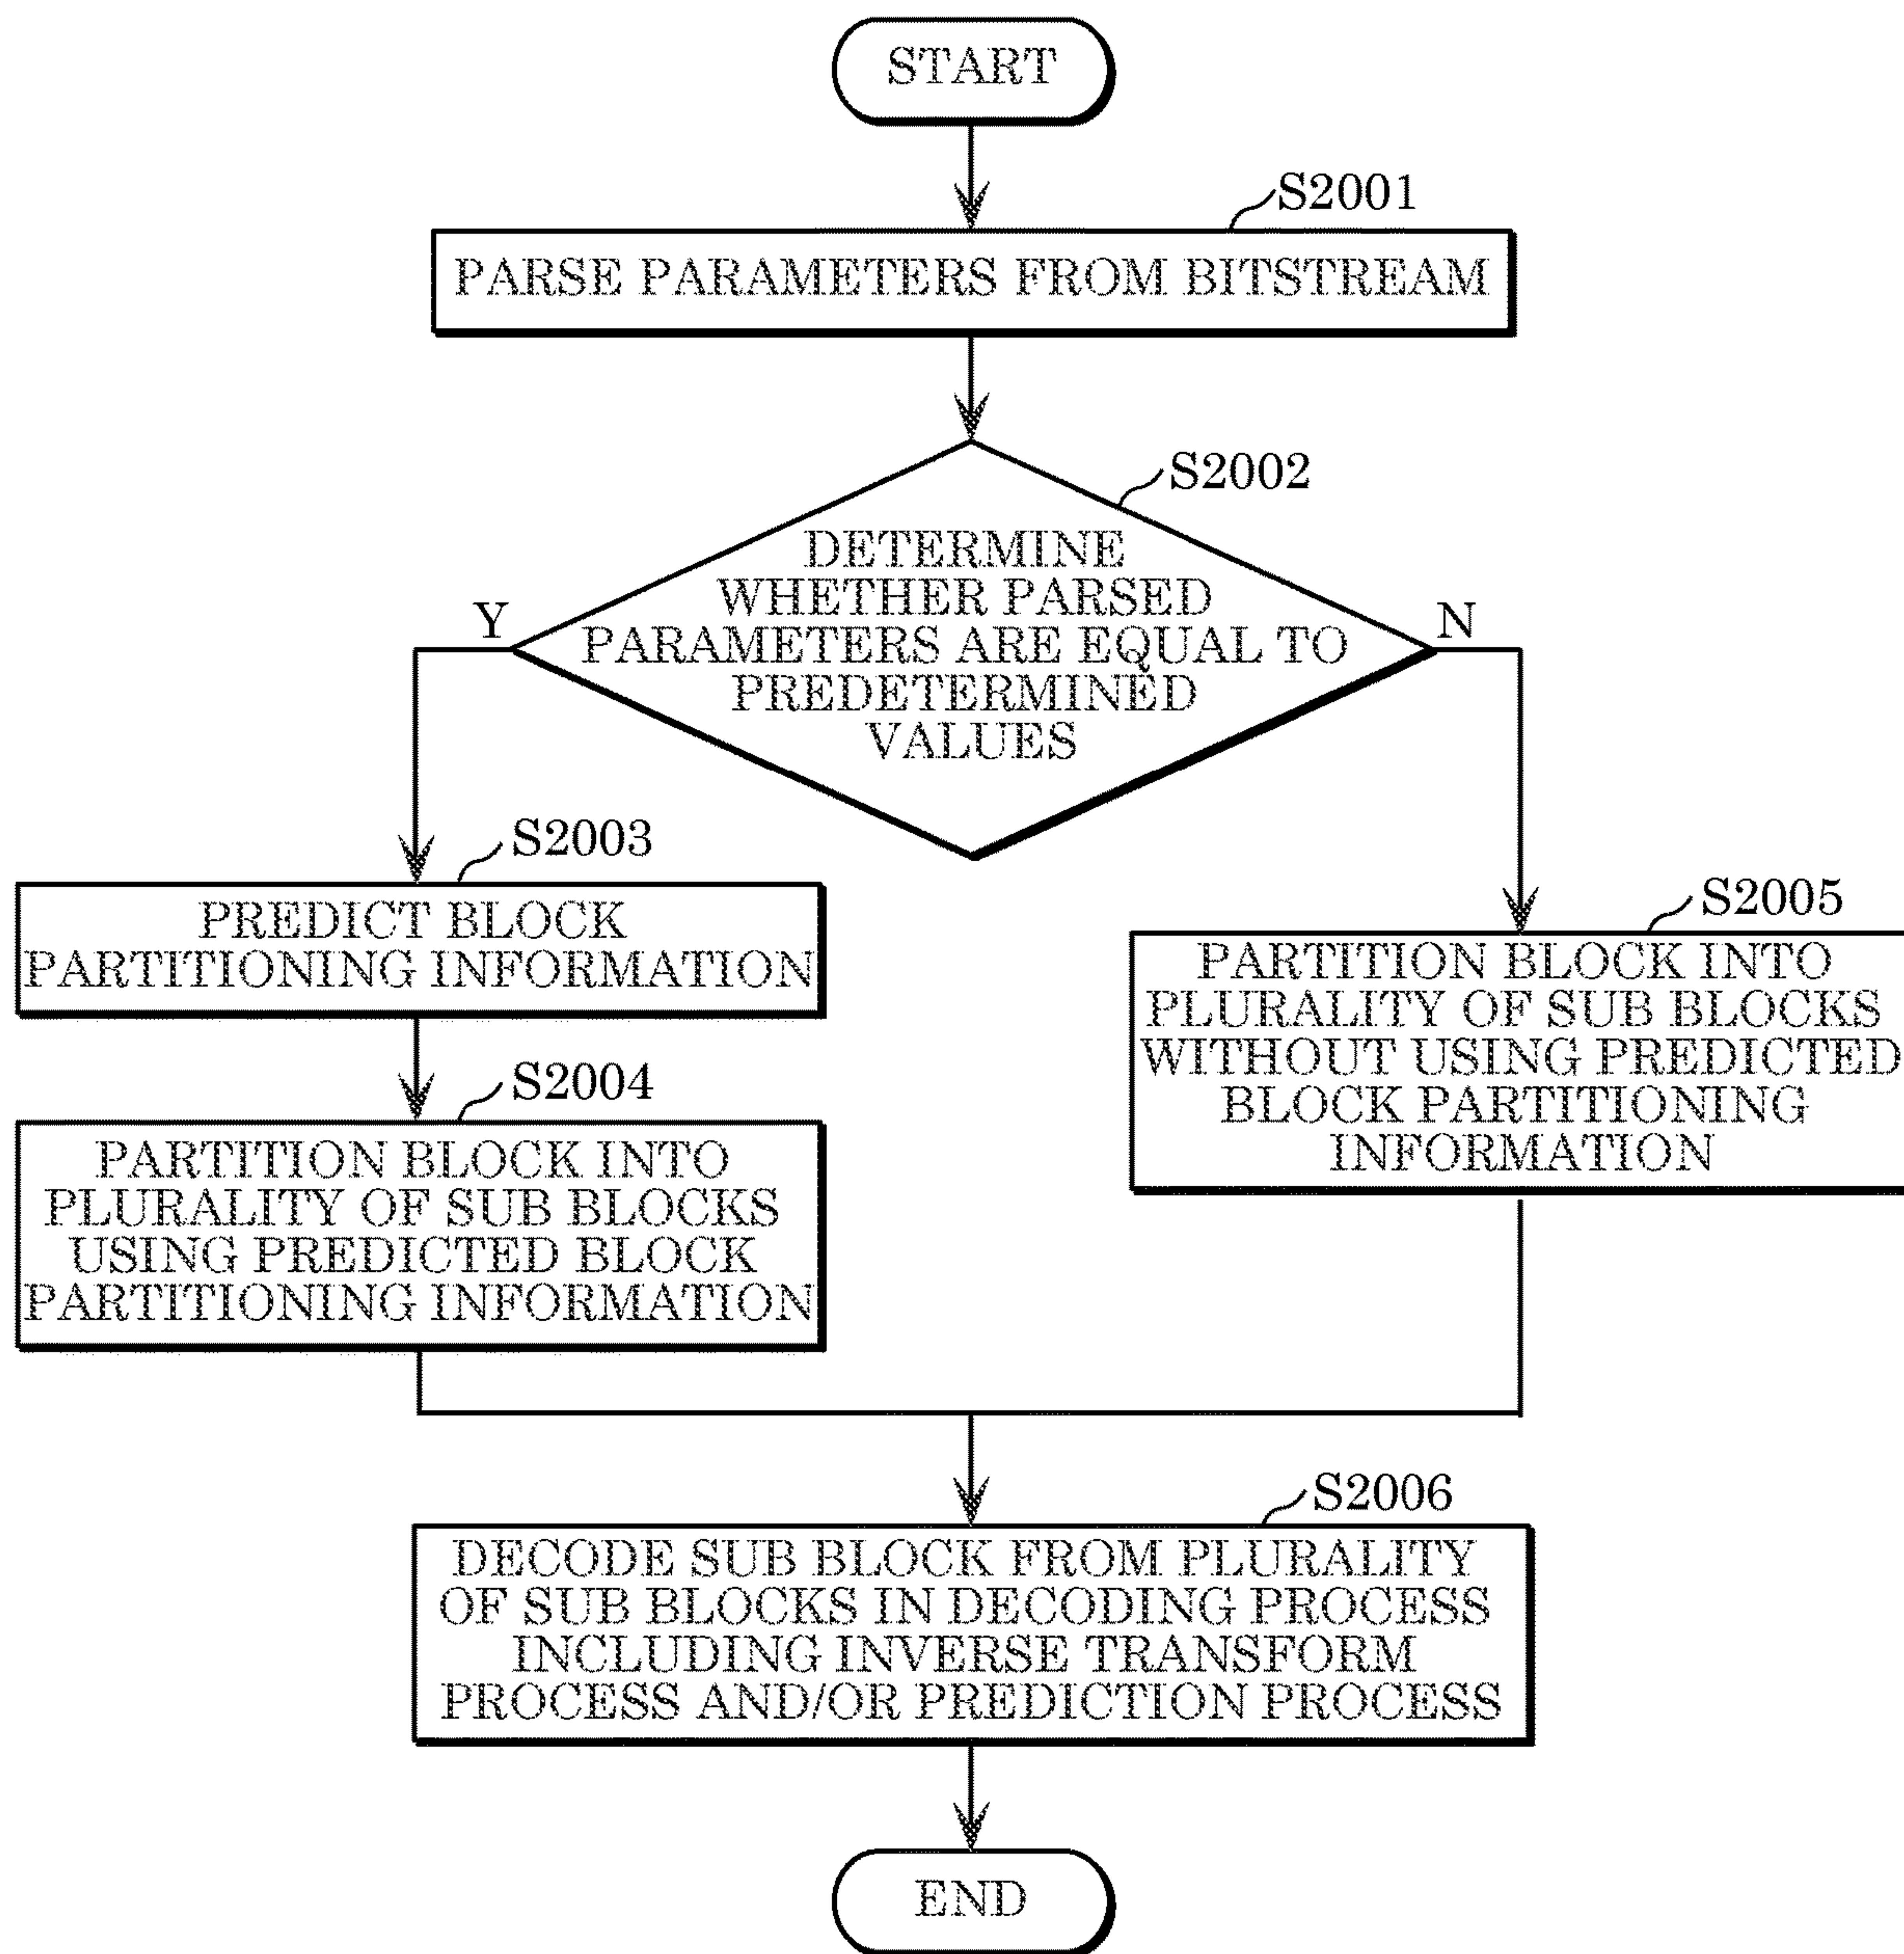 START
S2001
PARSE PARAMETERS FROM BITSTREAM
S2002
DETERMINE
WHETHER PARSED
PARAMETERS ARE EQUAL TO
PREDETERMINED
VALUES
Y
N
S2003
PREDICT BLOCK
PARTITIONING INFORMATION
S2004
PARTITION BLOCK INTO
PLURALITY OF SUB BLOCKS
USING PREDICTED BLOCK
PARTITIONING INFORMATION
S2005
PARTITION BLOCK INTO
PLURALITY OF SUB BLOCKS
WITHOUT USING PREDICTED
BLOCK PARTITIONING
INFORMATION
S2006
DECODE SUB BLOCK FROM PLURALITY
OF SUB BLOCKS IN DECODING PROCESS
INCLUDING INVERSE TRANSFORM
PROCESS AND/OR PREDICTION PROCESS
END